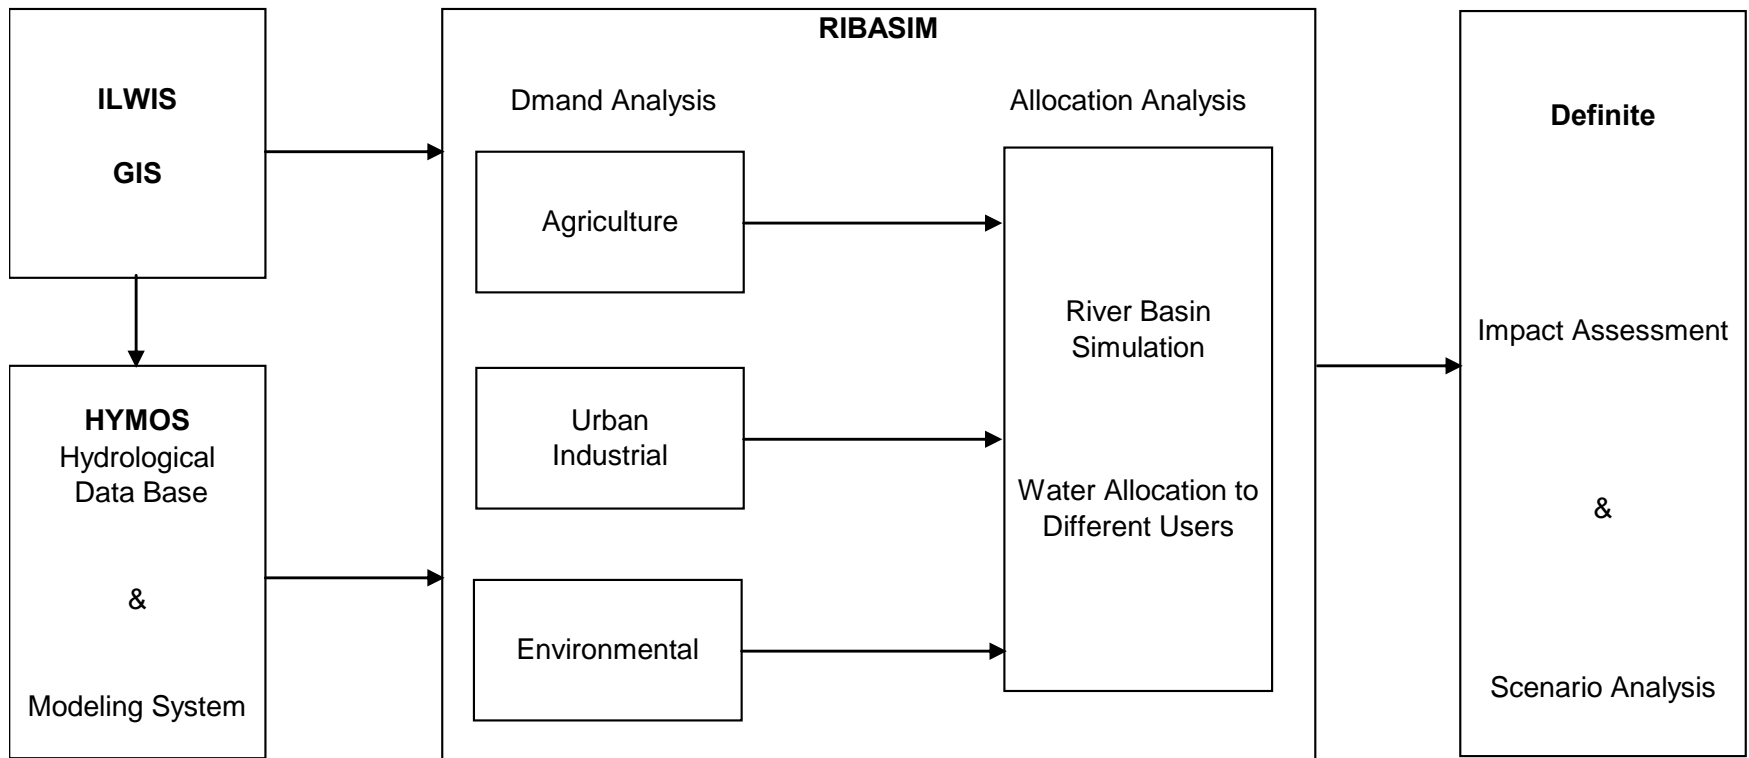 ILWIS
GIS
HYMOS
Hydrological
Data Base
&
Modeling System
RIBASIM
Dmand Analysis
Agriculture
Urban
Industrial
Environmental
Allocation Analysis
River Basin
Simulation
Water Allocation to
Different Users
Definite
Impact Assessment
&
Scenario Analysis